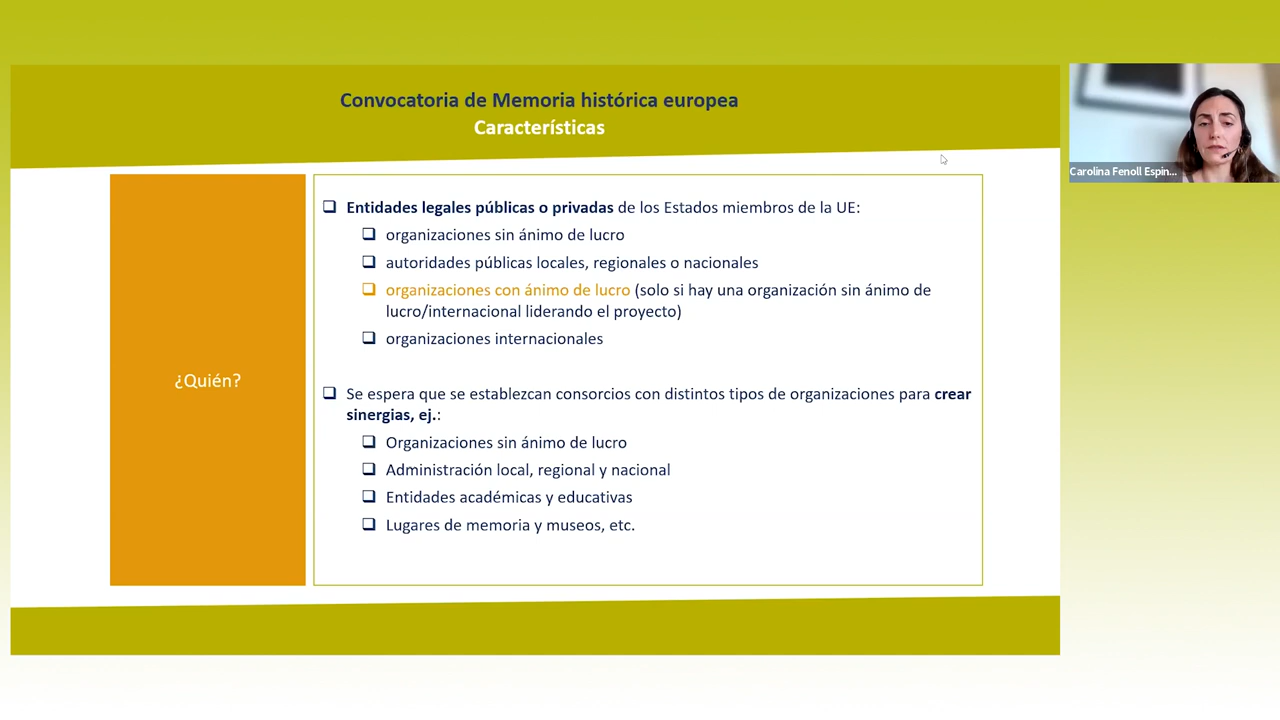 Convocatoria de Memoria histórica europea
Características
Carolina Fenoll Espin...
¿Quién?
Entidades legales públicas o privadas de los Estados miembros de la UE:
organizaciones sin ánimo de lucro
autoridades públicas locales, regionales o nacionales
organizaciones con ánimo de lucro (solo si hay una organización sin ánimo de
lucro/internacional liderando el proyecto)
organizaciones internacionales
Se espera que se establezcan consorcios con distintos tipos de organizaciones para crear
sinergias, ej.:
Organizaciones sin ánimo de lucro
Administración local, regional y nacional
Entidades académicas y educativas
Lugares de memoria y museos, etc.